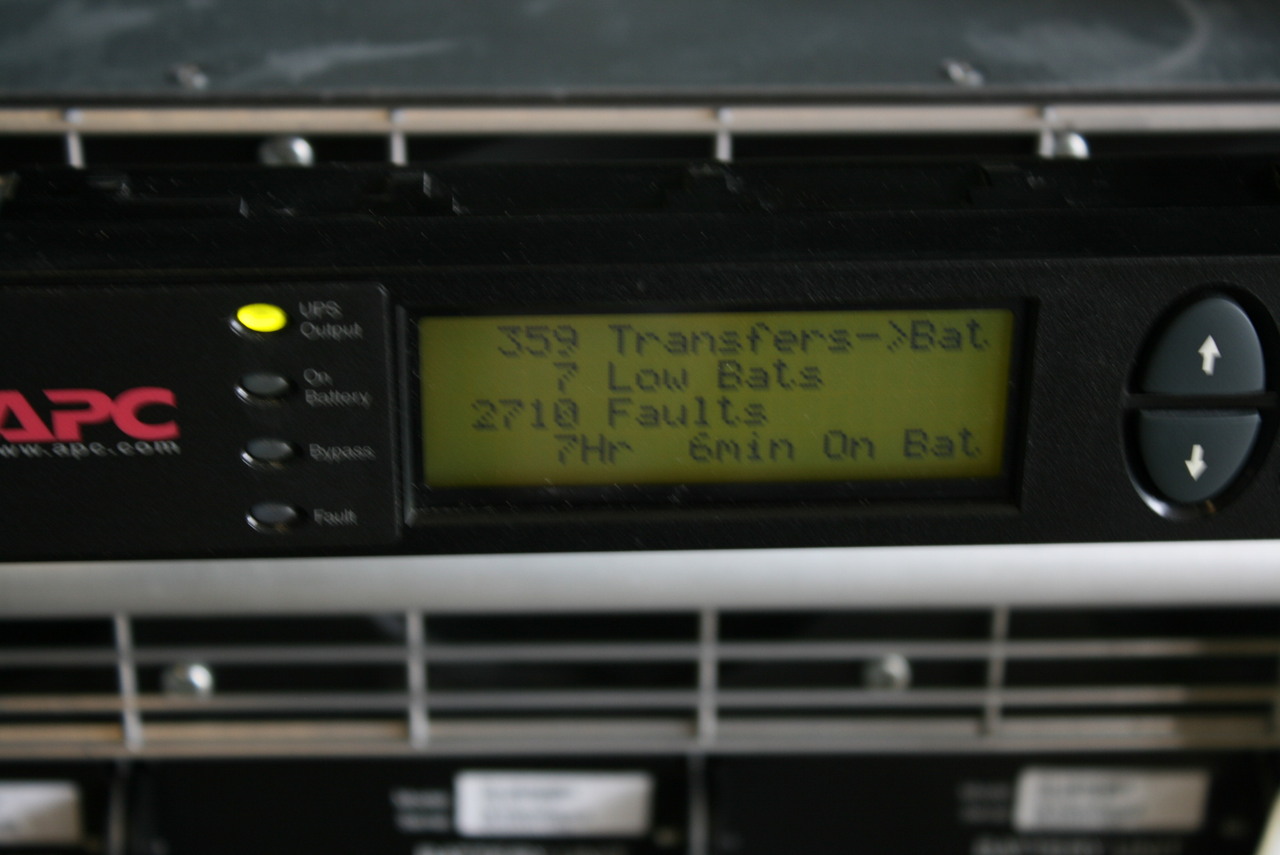 UPS
Output
On
Battery
Bypass
Fault
APC
www.apc.com
359 Transfers->Bat
7 Low Bats
2710 Faults
7Hr 6min On Bat